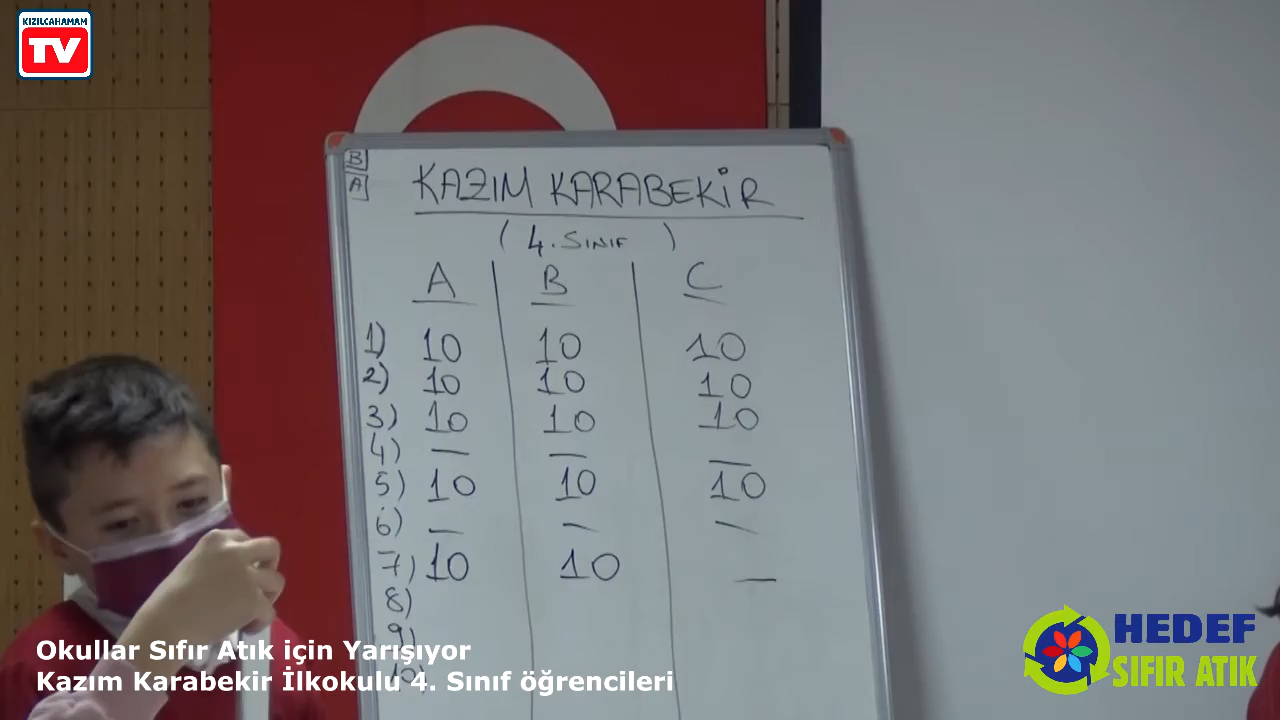 KIZILCAHAMAM
TV
B
A
KAZIM KARABEKİR
( 4. SINIF )
A B C
1) 10 10 10
2) 10 10 10
3) 10 10 10
4) — — —
5) 10 10 10
6) — — —
7) 10 10 —
8)
9)
10)
Okullar Sıfır Atık için Yarışıyor
Kazım Karabekir İlkokulu 4. Sınıf öğrencileri
HEDEF
SIFIR ATIK